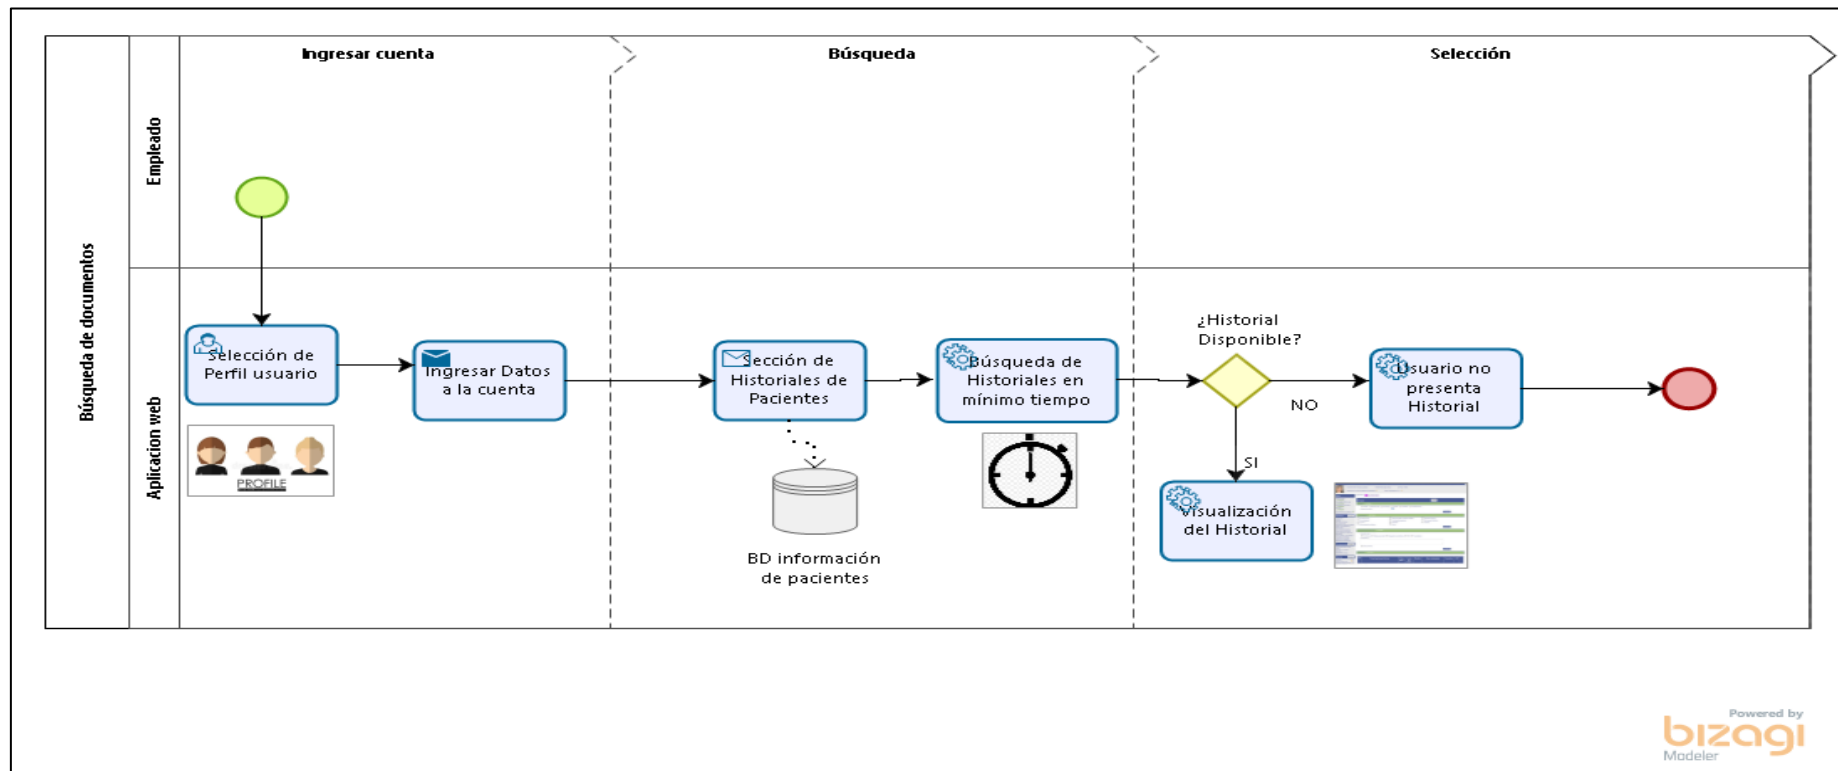 Ingresar cuenta
Búsqueda
Selección
Búsqueda de documentos
Empleado
Aplicacion web
Selección de
Perfil usuario
PROFILE
Ingresar Datos
a la cuenta
Sección de
Historiales de
Pacientes
BD información
de pacientes
Búsqueda de
Historiales en
mínimo tiempo
¿Historial
Disponible?
NO
SI
Usuario no
presenta
Historial
Visualización
del Historial
Powered by
bizagi
Modeler